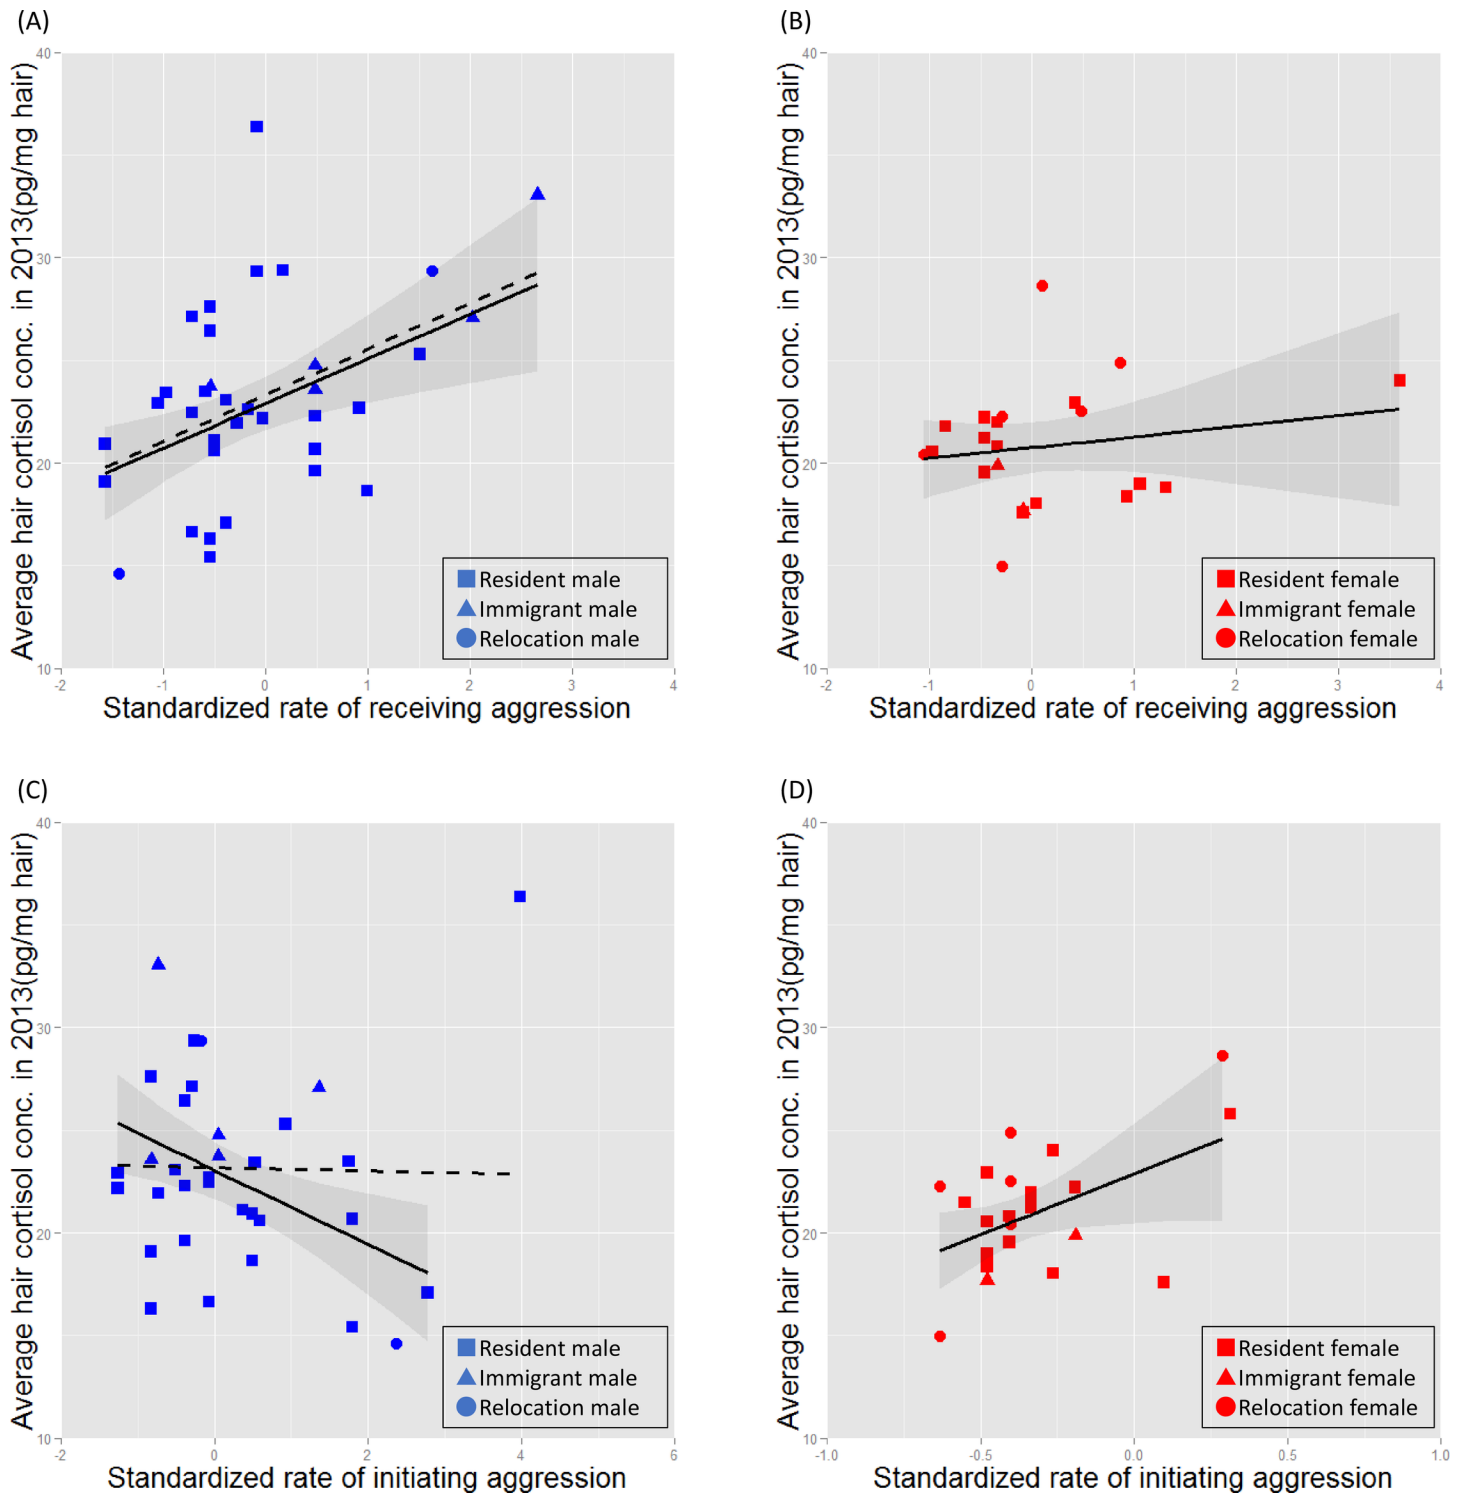 (A)
Average hair cortisol conc. in 2013(pg/mg hair)
40
30
20
10
-2 -1 0 1 2 3 4
Standardized rate of receiving aggression
Resident male
Immigrant male
Relocation male
(B)
Average hair cortisol conc. in 2013(pg/mg hair)
40
30
20
10
-2 -1 0 1 2 3 4
Standardized rate of receiving aggression
Resident female
Immigrant female
Relocation female
(C)
Average hair cortisol conc. in 2013(pg/mg hair)
40
30
20
10
-2 0 2 4 6
Standardized rate of initiating aggression
Resident male
Immigrant male
Relocation male
(D)
Average hair cortisol conc. in 2013(pg/mg hair)
40
30
20
10
-1.0 -0.5 0.0 0.5 1.0
Standardized rate of initiating aggression
Resident female
Immigrant female
Relocation female